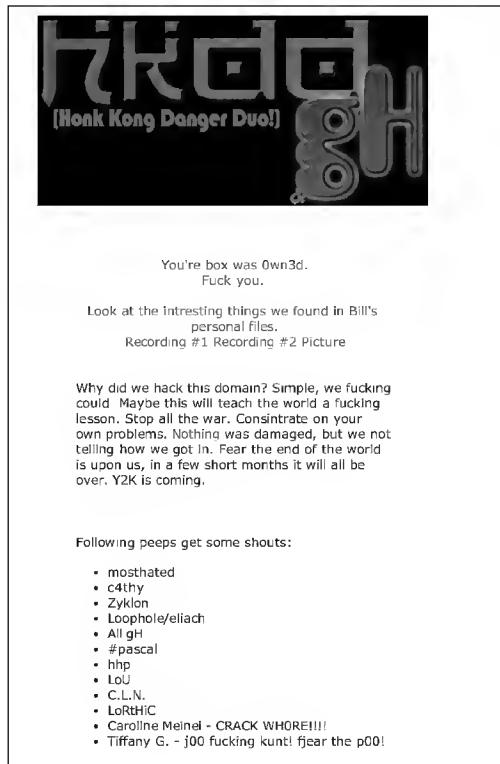 hkdd
[Honk Kong Danger Duo!]
gH
You're box was 0wn3d.
Fuck you.
Look at the intresting things we found in Bill's
personal files.
Recording #1 Recording #2 Picture
Why did we hack this domain? Simple, we fucking
could Maybe this will teach the world a fucking
lesson. Stop all the war. Consintrate on your
own problems. Nothing was damaged, but we not
telling how we got in. Fear the end of the world
is upon us, in a few short months it will all be
over. Y2K is coming.
Following peeps get some shouts:
• mosthated
• c4thy
• Zyklon
• Loophole/eliach
• All gH
• #pascal
• hhp
• LoU
• C.L.N.
• LoRtHiC
• Caroline Meinei - CRACK WH0RE!!!!
• Tiffany G. - j00 fucking kunt! fjear the p00!